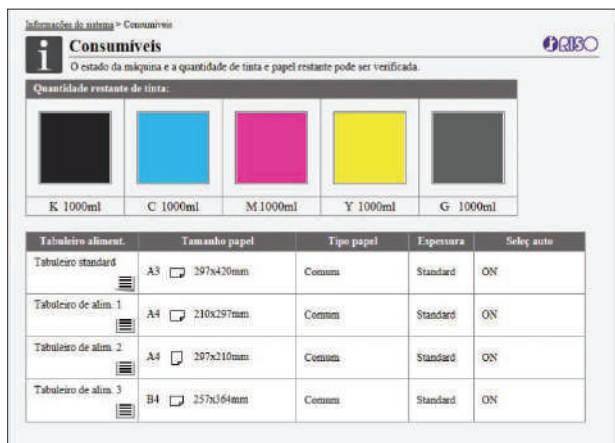 Informações do sistema > Consumíveis
Consumíveis
RISO
O estado da máquina e a quantidade de tinta e papel restante pode ser verificada.
Quantidade restante de tinta:
K 1000ml C 1000ml M 1000ml Y 1000ml G 1000ml
Tabuleiro aliment. Tamanho papel Tipo papel Espessura Seleç auto
Tabuleiro standard A3 297x420mm Comum Standard ON
Tabuleiro de alim. 1 A4 210x297mm Comum Standard ON
Tabuleiro de alim. 2 A4 297x210mm Comum Standard ON
Tabuleiro de alim. 3 B4 257x364mm Comum Standard ON